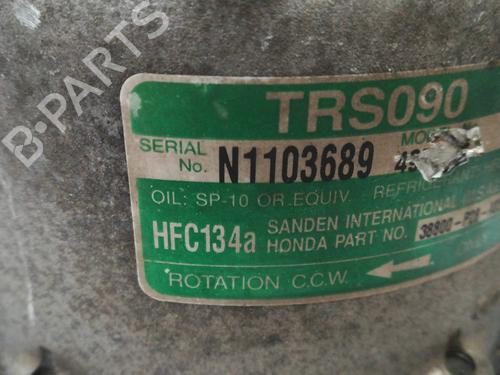 B-PARTS
TRS090
SERIAL No. N1103689
OIL: SP-10 OR EQUIV.
HFC134a SANDEN INTERNATIONAL
HONDA PART NO.
ROTATION C.C.W.